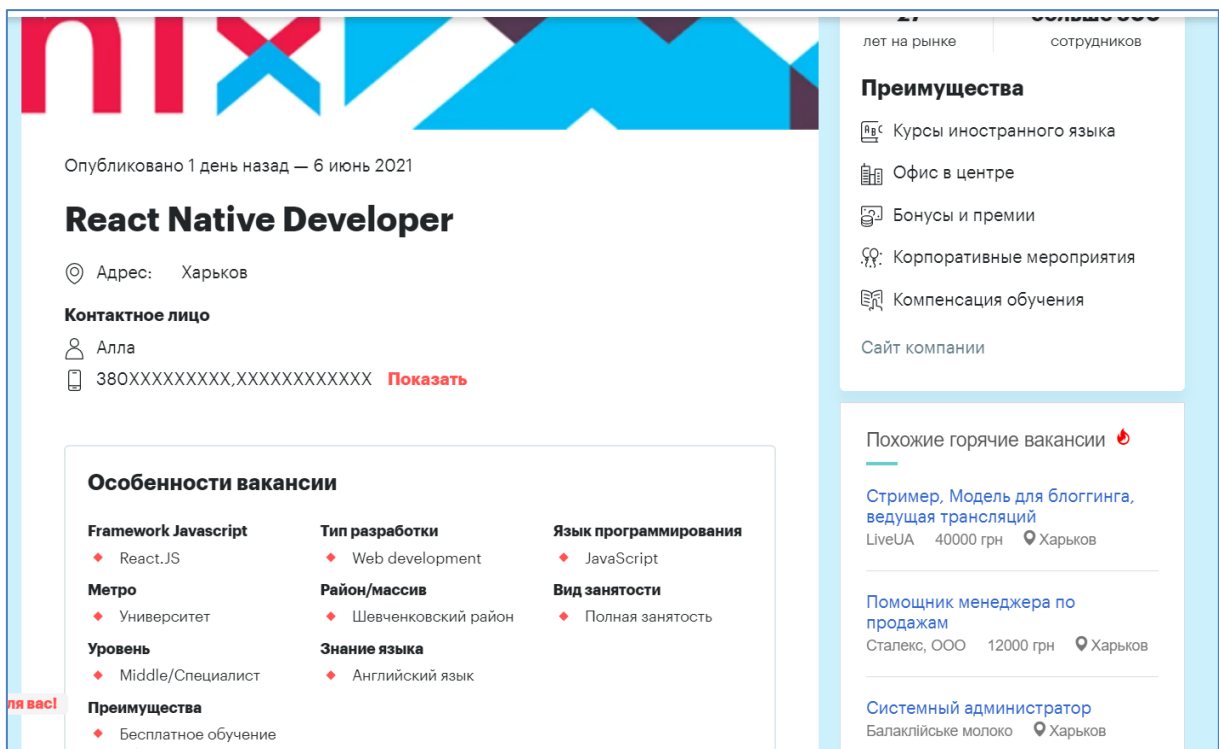 nix
лет на рынке
сотрудников
Опубликовано 1 день назад — 6 июнь 2021
React Native Developer
Адрес: Харьков
Контактное лицо
Алла
380XXXXXXXXX,XXXXXXXXXXXX Показать
Особенности вакансии
Framework Javascript
React.JS
Тип разработки
Web development
Язык программирования
JavaScript
Метро
Университет
Район/массив
Шевченковский район
Вид занятости
Полная занятость
Уровень
Middle/Специалист
Знание языка
Английский язык
Преимущества
Бесплатное обучение
ля вас!
Преимущества
Курсы иностранного языка
Офис в центре
Бонусы и премии
Корпоративные мероприятия
Компенсация обучения
Сайт компании
Похожие горячие вакансии
Стример, Модель для блоггинга,
ведущая трансляций
LiveUA 40000 грн Харьков
Помощник менеджера по
продажам
Сталекс, ООО 12000 грн Харьков
Системный администратор
Балаклійське молоко Харьков